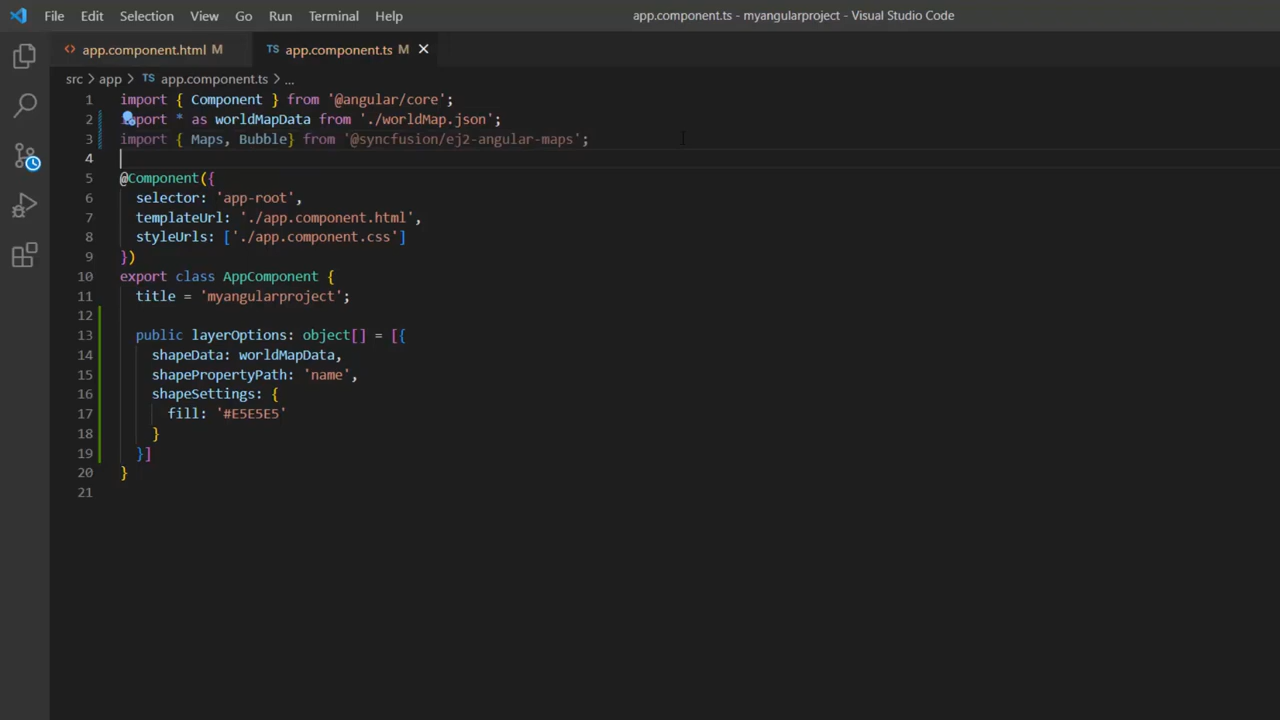 File Edit Selection View Go Run Terminal Help app.component.ts - myangularproject - Visual Studio Code
<> app.component.html M TS app.component.ts M ×
src > app > TS app.component.ts > ...
1 import { Component } from '@angular/core';
2 import * as worldMapData from './worldMap.json';
3 import { Maps, Bubble} from '@syncfusion/ej2-angular-maps';
4
5 @Component({
6 selector: 'app-root',
7 templateUrl: './app.component.html',
8 styleUrls: ['./app.component.css']
9 })
10 export class AppComponent {
11 title = 'myangularproject';
12
13 public layerOptions: object[] = [{
14 shapeData: worldMapData,
15 shapePropertyPath: 'name',
16 shapeSettings: {
17 fill: '#E5E5E5'
18 }
19 }]
20 }
21